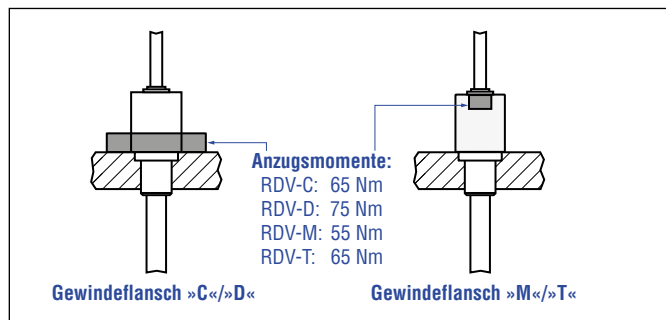 Anzugsmomente:
RDV-C: 65 Nm
RDV-D: 75 Nm
RDV-M: 55 Nm
RDV-T: 65 Nm
Gewindeflansch »C«/»D«
Gewindeflansch »M«/»T«